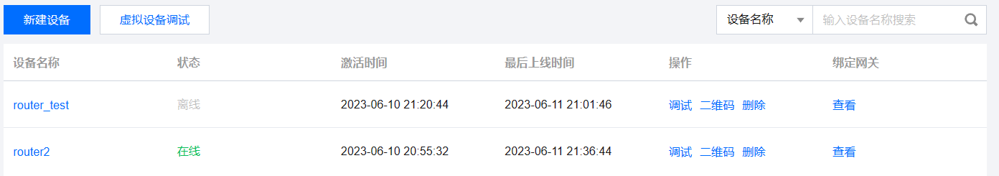 新建设备 虚拟设备调试 设备名称 输入设备名称搜索
设备名称 状态 激活时间 最后上线时间 操作 绑定网关
router_test 离线 2023-06-10 21:20:44 2023-06-11 21:01:46 调试 二维码 删除 查看
router2 在线 2023-06-10 20:55:32 2023-06-11 21:36:44 调试 二维码 删除 查看